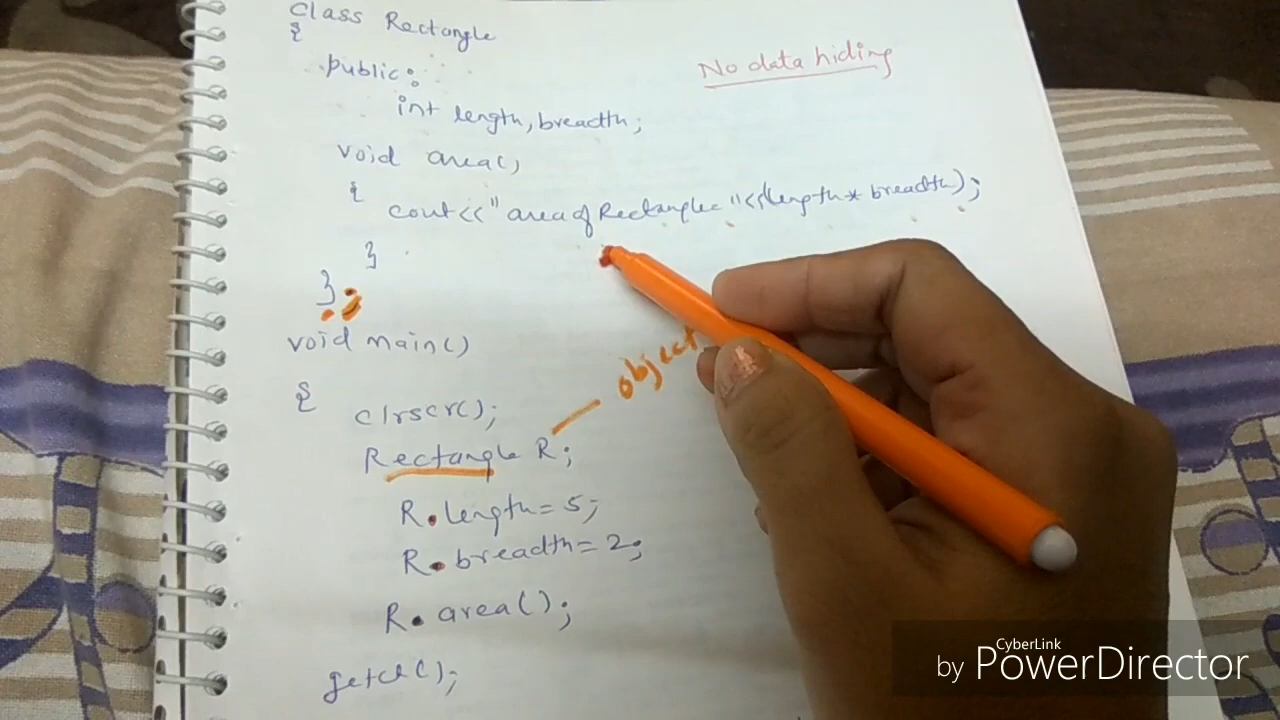 Class Rectangle
{
No data hiding
public:
int length, breadth;
void area()
{
cout<<"area of Rectangle= "<<(length * breadth);
}
};
void main()
{
object
clrscr();
Rectangle R;
R.length = 5;
R.breadth = 2;
R.area();
getch();
CyberLink
by PowerDirector